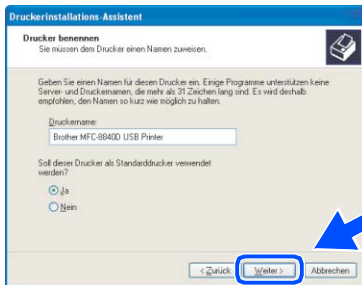 Druckerinstallations-Assistent
Drucker benennen
Sie müssen dem Drucker einen Namen zuweisen.
Geben Sie einen Namen für diesen Drucker ein. Einige Programme unterstützen keine
Server- und Druckernamen, die mehr als 31 Zeichen lang sind. Es wird deshalb
empfohlen, den Namen so kurz wie möglich zu halten.
Druckername:
Brother MFC-8840D USB Printer
Soll dieser Drucker als Standarddrucker verwendet
werden?
Ja
Nein
< Zurück Weiter > Abbrechen